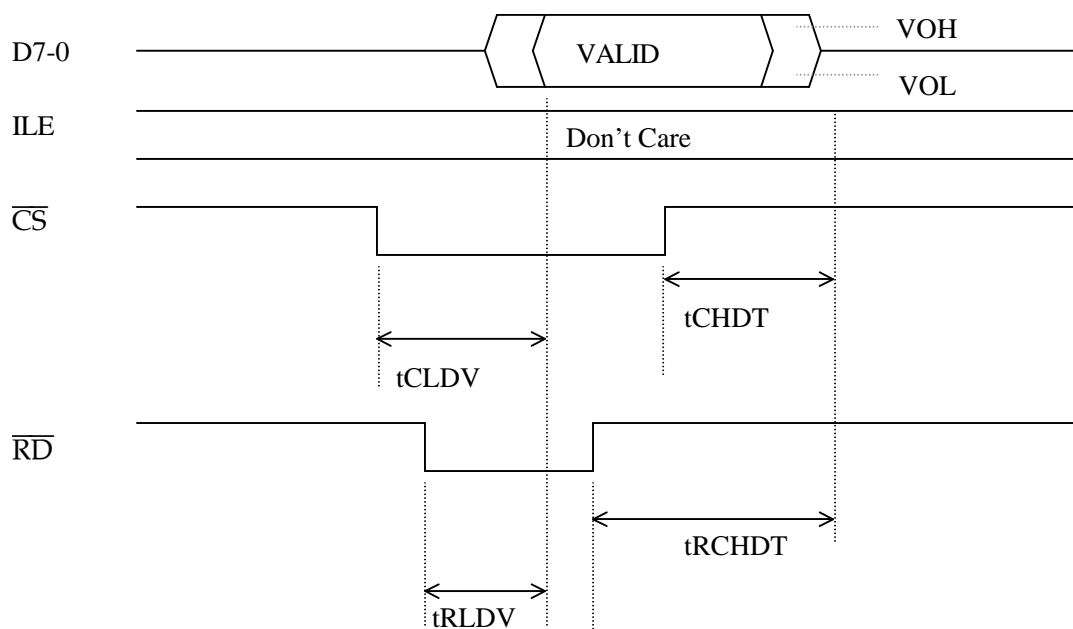 VOH
D7-0
VALID
VOL
ILE
Don't Care
CS
tCHDT
tCLDV
RD
tRCHDT
tRLDV